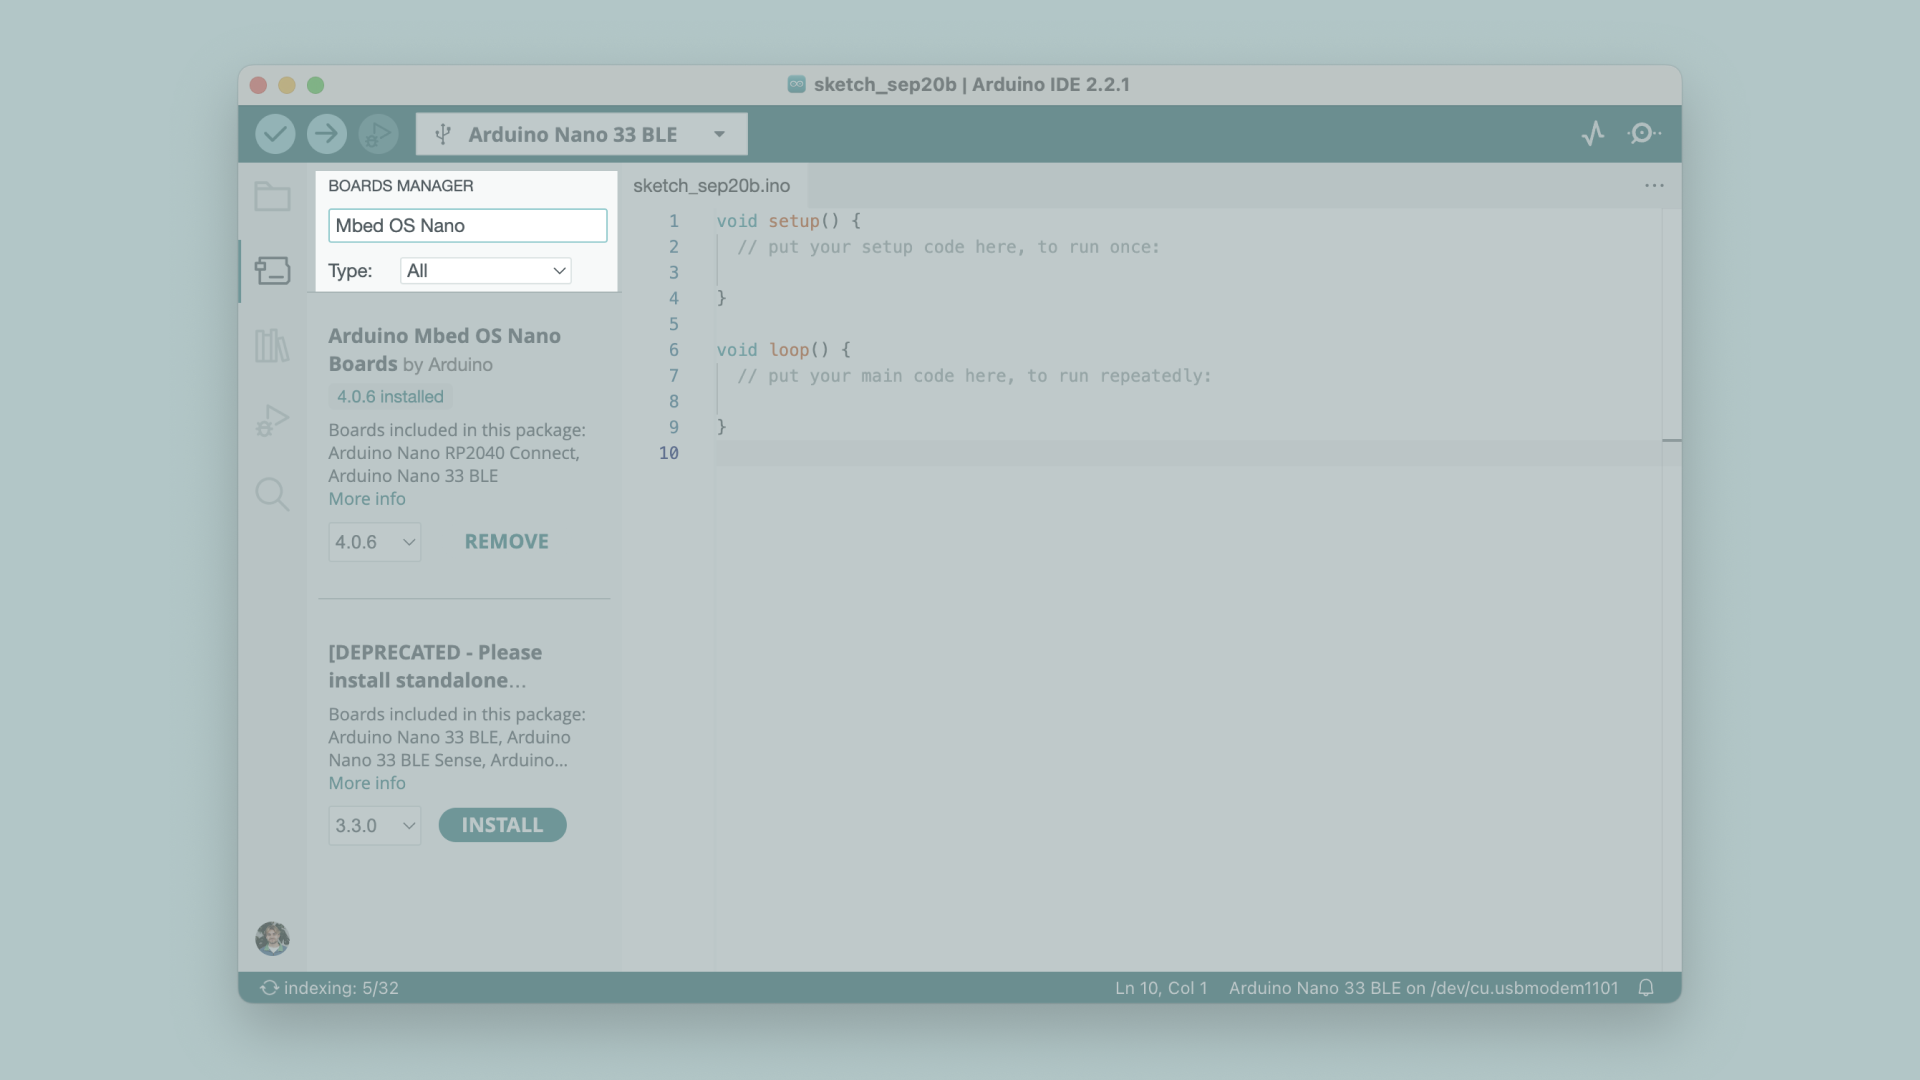 sketch_sep20b | Arduino IDE 2.2.1
Arduino Nano 33 BLE
BOARDS MANAGER
Mbed OS Nano
Type: All
Arduino Mbed OS Nano
Boards by Arduino
4.0.6 installed
Boards included in this package:
Arduino Nano RP2040 Connect,
Arduino Nano 33 BLE
More info
4.0.6 REMOVE
[DEPRECATED - Please
install standalone...
Boards included in this package:
Arduino Nano 33 BLE, Arduino
Nano 33 BLE Sense, Arduino...
More info
3.3.0 INSTALL
sketch_sep20b.ino
1 void setup() {
2 // put your setup code here, to run once:
3
4 }
5
6 void loop() {
7 // put your main code here, to run repeatedly:
8
9 }
10
indexing: 5/32
Ln 10, Col 1 Arduino Nano 33 BLE on /dev/cu.usbmodem1101